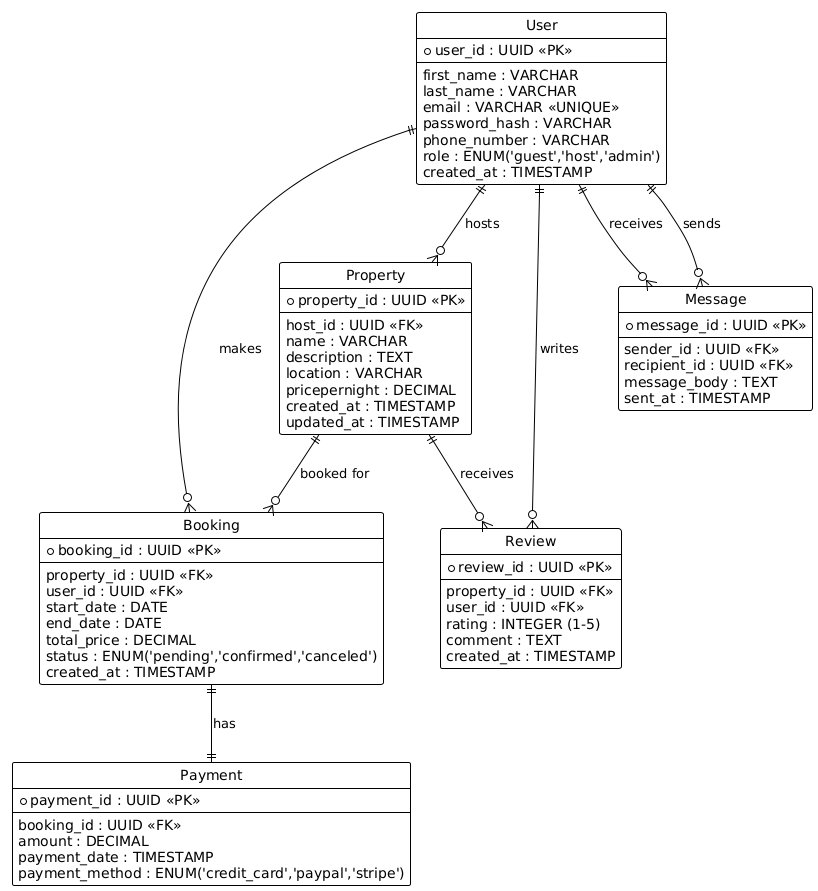 User
user_id : UUID «PK»
first_name : VARCHAR
last_name : VARCHAR
email : VARCHAR «UNIQUE»
password_hash : VARCHAR
phone_number : VARCHAR
role : ENUM('guest','host','admin')
created_at : TIMESTAMP
hosts
receives
sends
Property
property_id : UUID «PK»
host_id : UUID «FK»
name : VARCHAR
description : TEXT
location : VARCHAR
pricepernight : DECIMAL
created_at : TIMESTAMP
updated_at : TIMESTAMP
Message
message_id : UUID «PK»
sender_id : UUID «FK»
recipient_id : UUID «FK»
message_body : TEXT
sent_at : TIMESTAMP
makes
writes
booked for
receives
Booking
booking_id : UUID «PK»
property_id : UUID «FK»
user_id : UUID «FK»
start_date : DATE
end_date : DATE
total_price : DECIMAL
status : ENUM('pending','confirmed','canceled')
created_at : TIMESTAMP
Review
review_id : UUID «PK»
property_id : UUID «FK»
user_id : UUID «FK»
rating : INTEGER (1-5)
comment : TEXT
created_at : TIMESTAMP
has
Payment
payment_id : UUID «PK»
booking_id : UUID «FK»
amount : DECIMAL
payment_date : TIMESTAMP
payment_method : ENUM('credit_card','paypal','stripe')